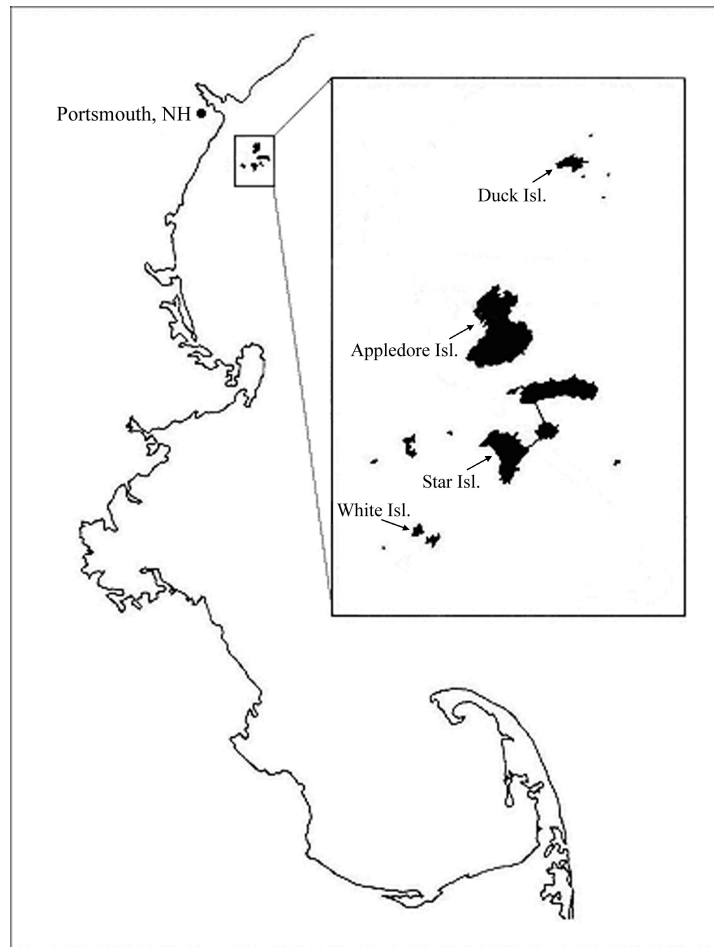 Portsmouth, NH
Duck Isl.
Appledore Isl.
Star Isl.
White Isl.